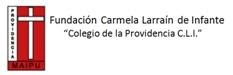 PROVIDENCIA
MAIPU
Fundación Carmela Larraín de Infante
“Colegio de la Providencia C.L.I.”